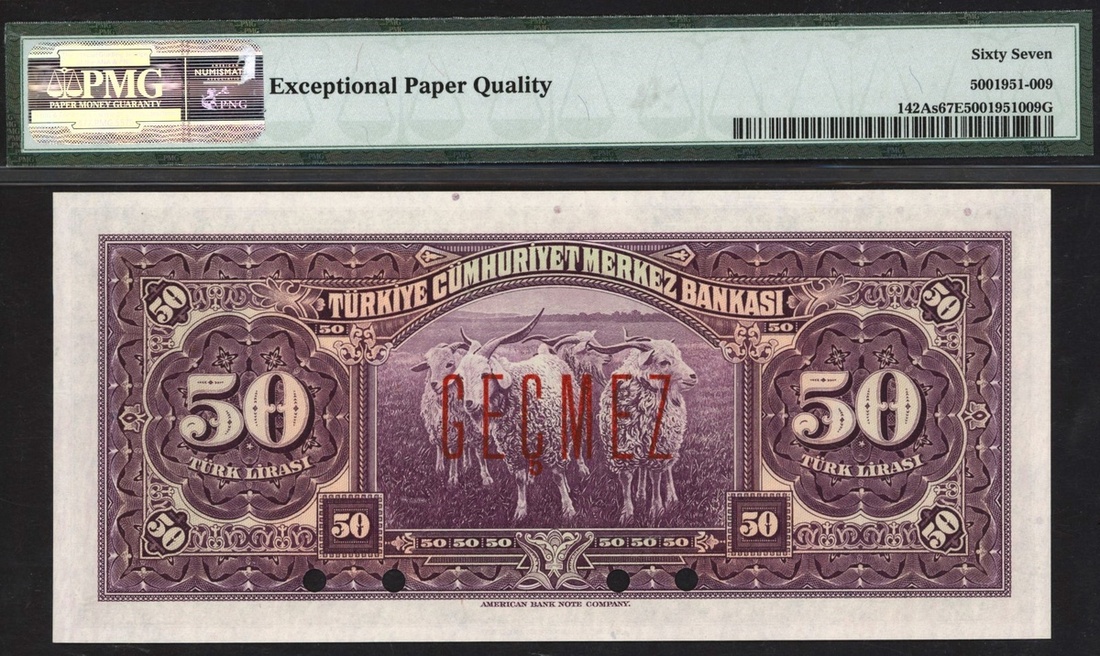 PMG
PAPER MONEY GUARANTY
NUMISMAT
PNG
Exceptional Paper Quality
Sixty Seven
5001951-009
142As67E5001951009G
TÜRKİYE CÜMHURİYET MERKEZ BANKASI
50
50
50
50
50
50
TÜRK LİRASI
TÜRK LİRASI
GEÇMEZ
50
50
50
50
50 50 50
50 50 50
AMERICAN BANK NOTE COMPANY.